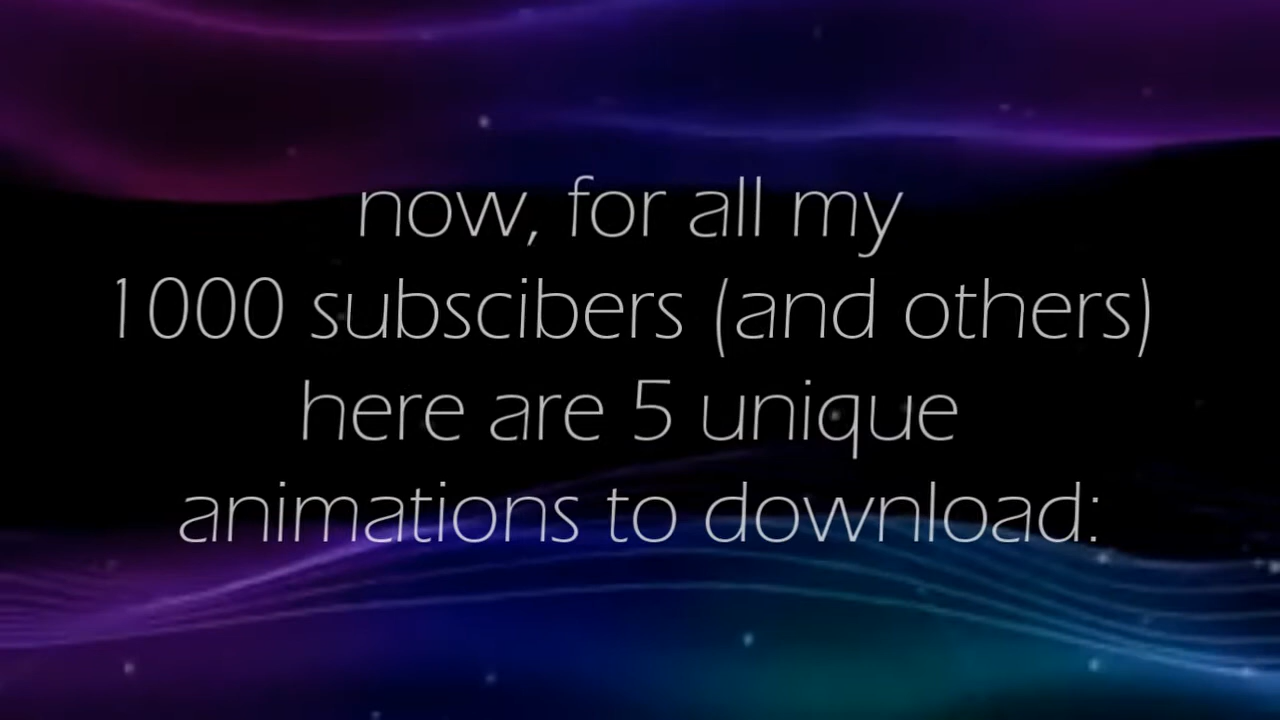 now, for all my
1000 subscibers (and others)
here are 5 unique
animations to download: